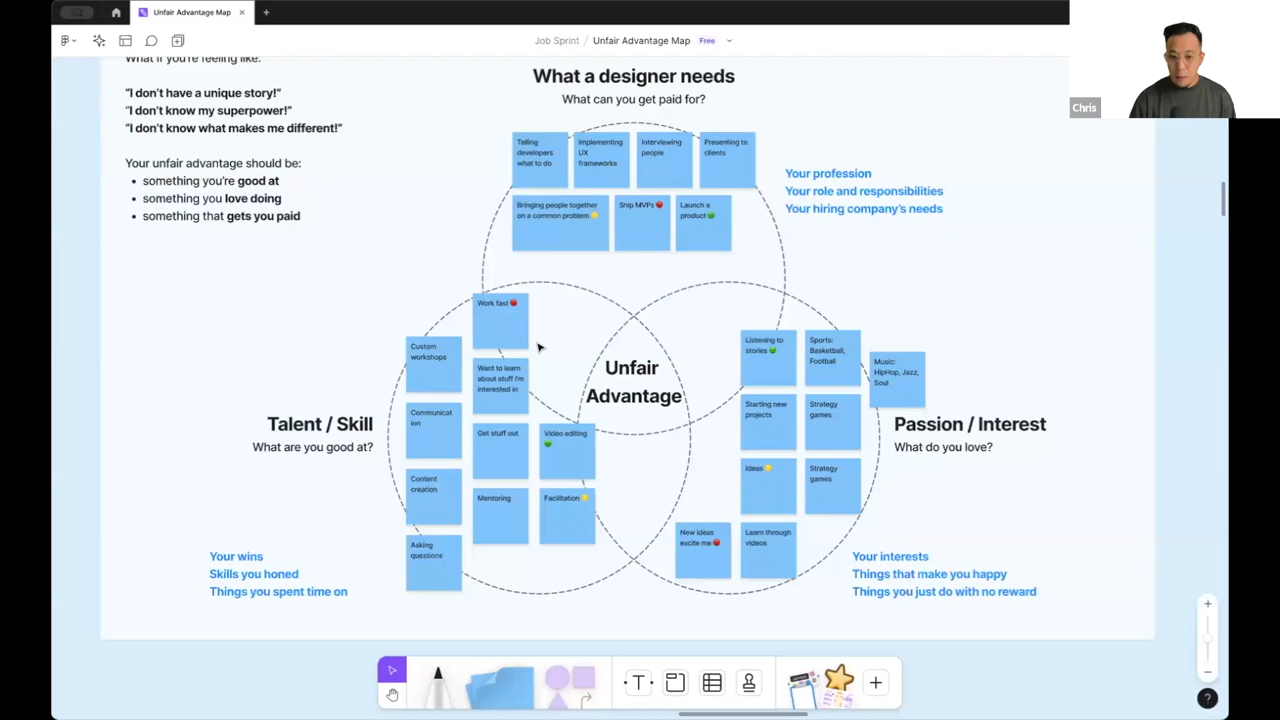 Unfair Advantage Map
Job Sprint / Unfair Advantage Map Free
Chris
What if you're feeling like:
"I don't have a unique story!"
"I don't know my superpower!"
"I don't know what makes me different!"
Your unfair advantage should be:
• something you're good at
• something you love doing
• something that gets you paid
What a designer needs
What can you get paid for?
Telling
developers
what to do
Implementing
UX
frameworks
Interviewing
people
Presenting to
clients
Bringing people together
on a common problem
Ship MVPs
Launch a
product
Your profession
Your role and responsibilities
Your hiring company's needs
Work fast
Custom
workshops
Want to learn
about stuff I'm
interested in
Communicat
ion
Get stuff out
Video editing
Content
creation
Mentoring
Facilitation
Asking
questions
Unfair
Advantage
Talent / Skill
What are you good at?
Your wins
Skills you honed
Things you spent time on
Listening to
stories
Sports:
Basketball,
Football
Music:
HipHop, Jazz,
Soul
Starting new
projects
Strategy
games
Ideas
Strategy
games
New ideas
excite me
Learn through
videos
Passion / Interest
What do you love?
Your interests
Things that make you happy
Things you just do with no reward
T
?